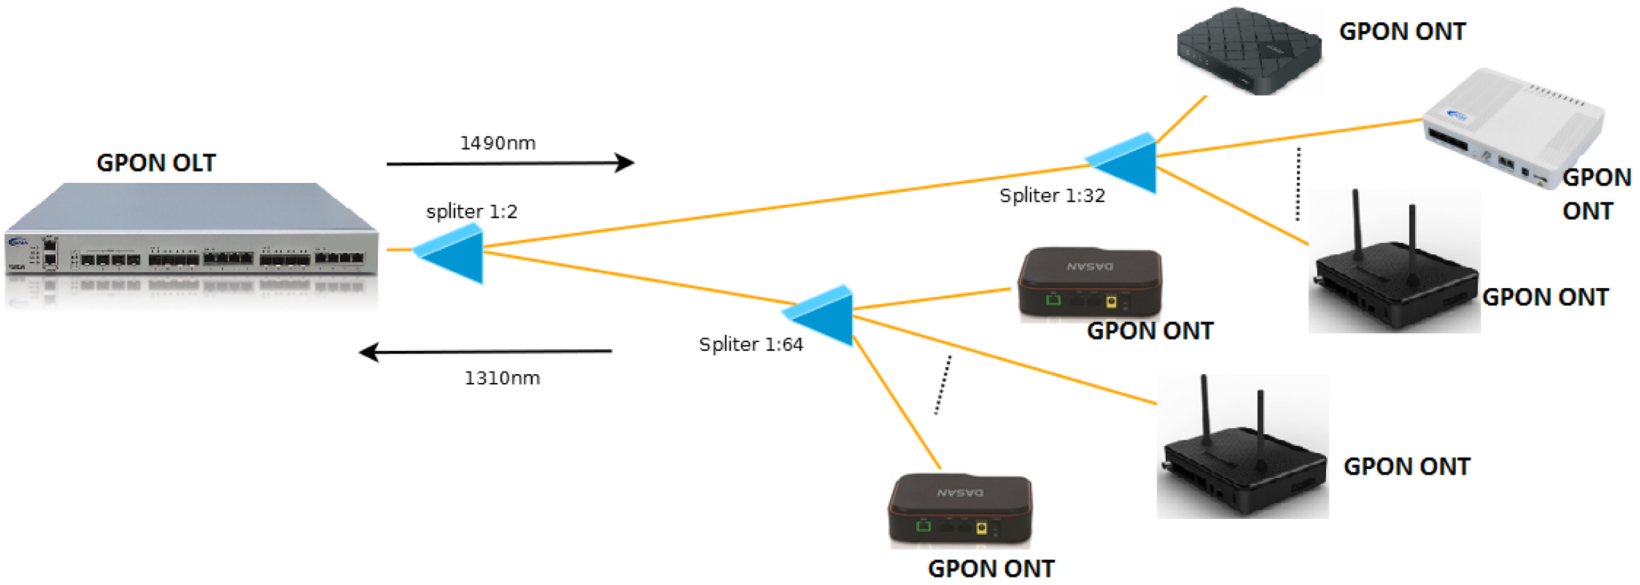 GPON ONT
1490nm
GPON OLT
GPON
ONT
Spliter 1:32
spliter 1:2
DASAN
GPON ONT
GPON ONT
Spliter 1:64
1310nm
GPON ONT
DASAN
GPON ONT